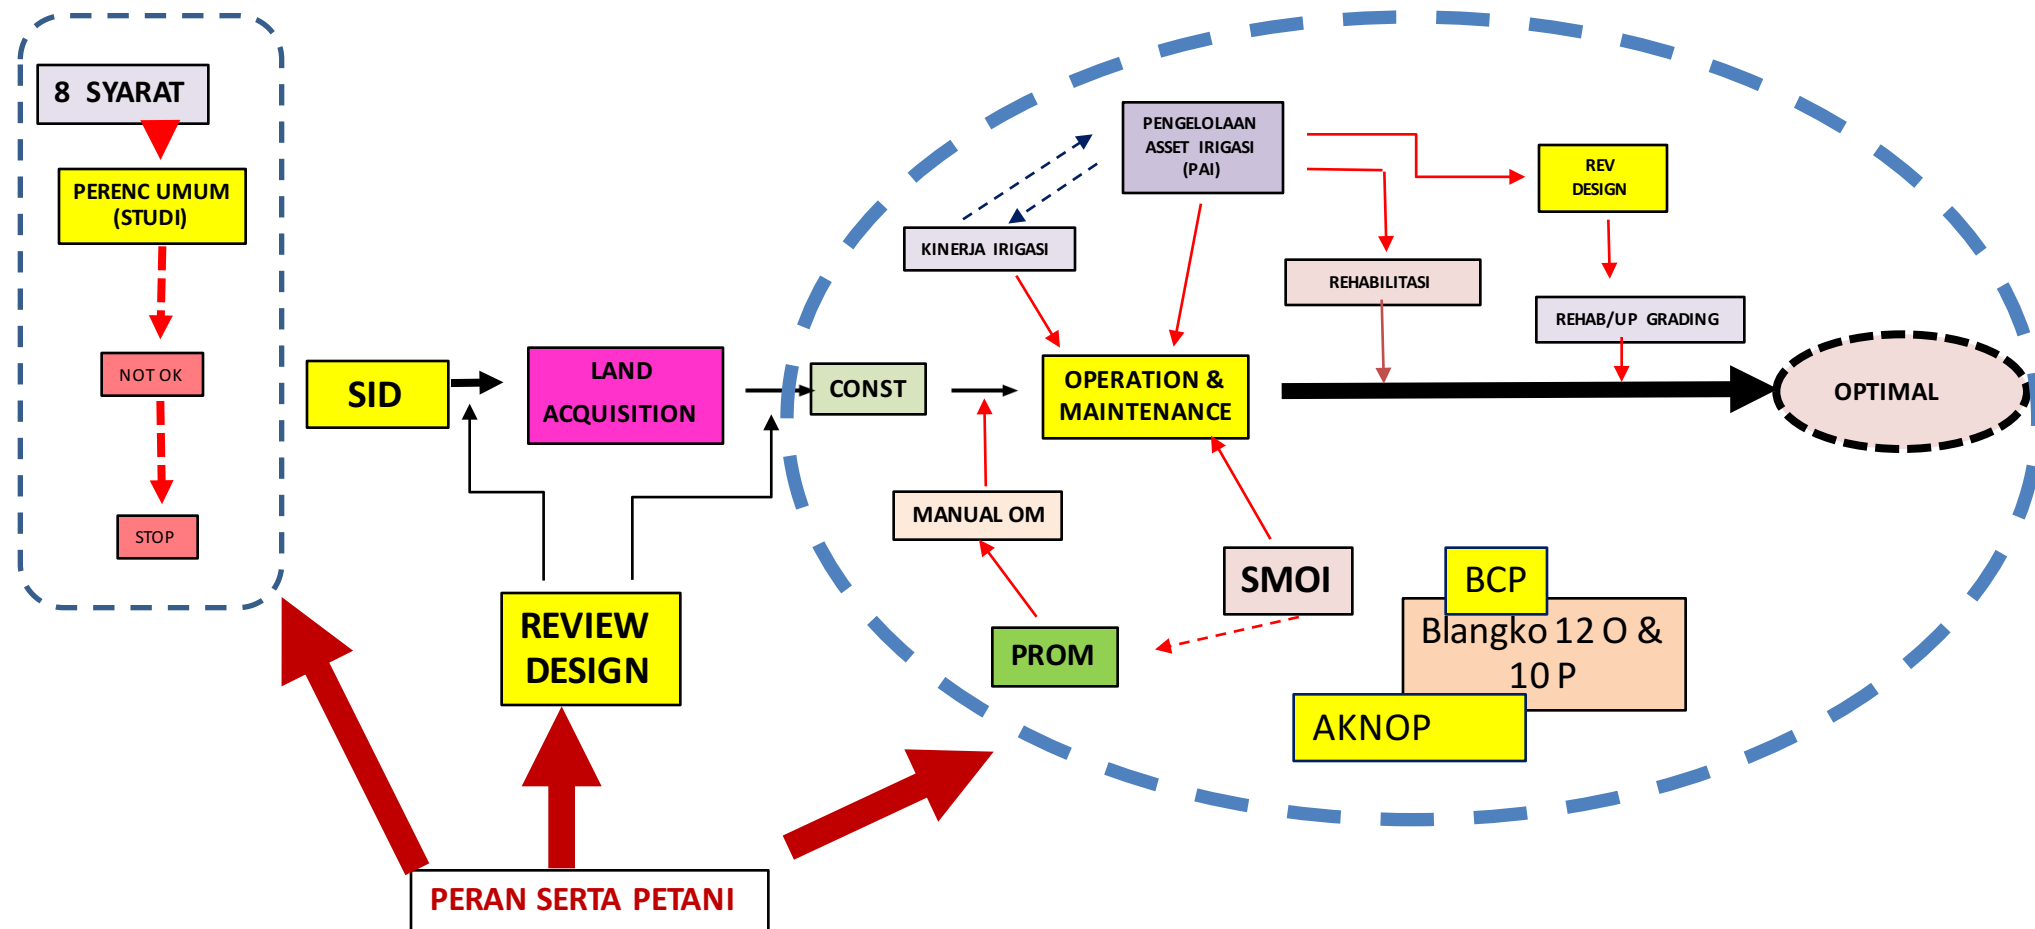 8 SYARAT
PERENC UMUM
(STUDI)
NOT OK
STOP
SID
LAND
ACQUISITION
CONST
OPERATION &
MAINTENANCE
OPTIMAL
PENGELOLAAN
ASSET IRIGASI
(PAI)
KINERJA IRIGASI
REV
DESIGN
REHABILITASI
REHAB/UP GRADING
MANUAL OM
SMOI
PROM
BCP
Blangko 12 O &
10 P
AKNOP
REVIEW
DESIGN
PERAN SERTA PETANI